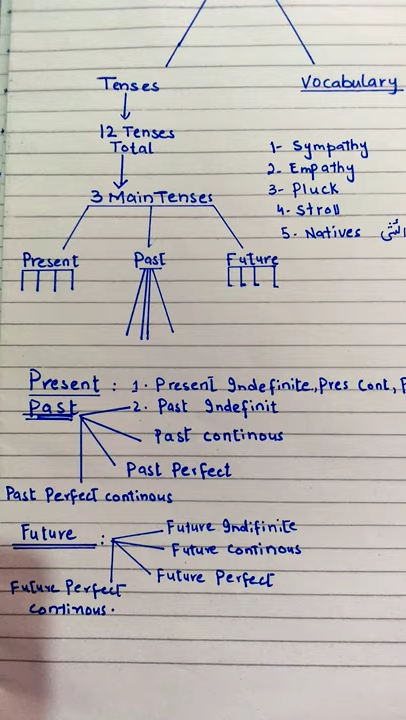 Tenses
Vocabulary
12 Tenses
Total
3 Main Tenses
1- Sympathy
2. Empathy
3- Pluck
4. Stroll
5. Natives
Present
Past
Future
Present : 1. Present Indefinite., Pres Cont,
Past
2. Past Indefinit
Past continous
Past Perfect
Past Perfect continous
Future :
Future Indifinite
Future continous
Future Perfect
Future Perfect
continous.